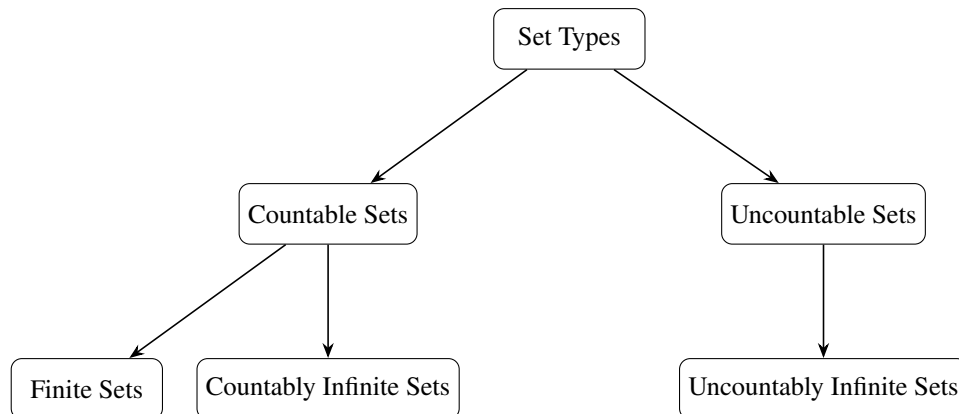 Set Types
Countable Sets
Uncountable Sets
Finite Sets
Countably Infinite Sets
Uncountably Infinite Sets